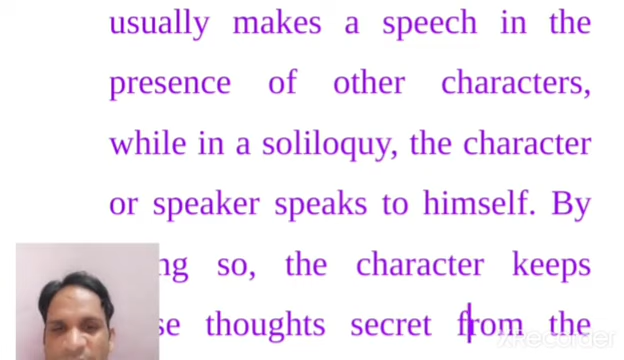 usually makes a speech in the
presence of other characters,
while in a soliloquy, the character
or speaker speaks to himself. By
so, the character keeps
thoughts secret from the
XRecorder